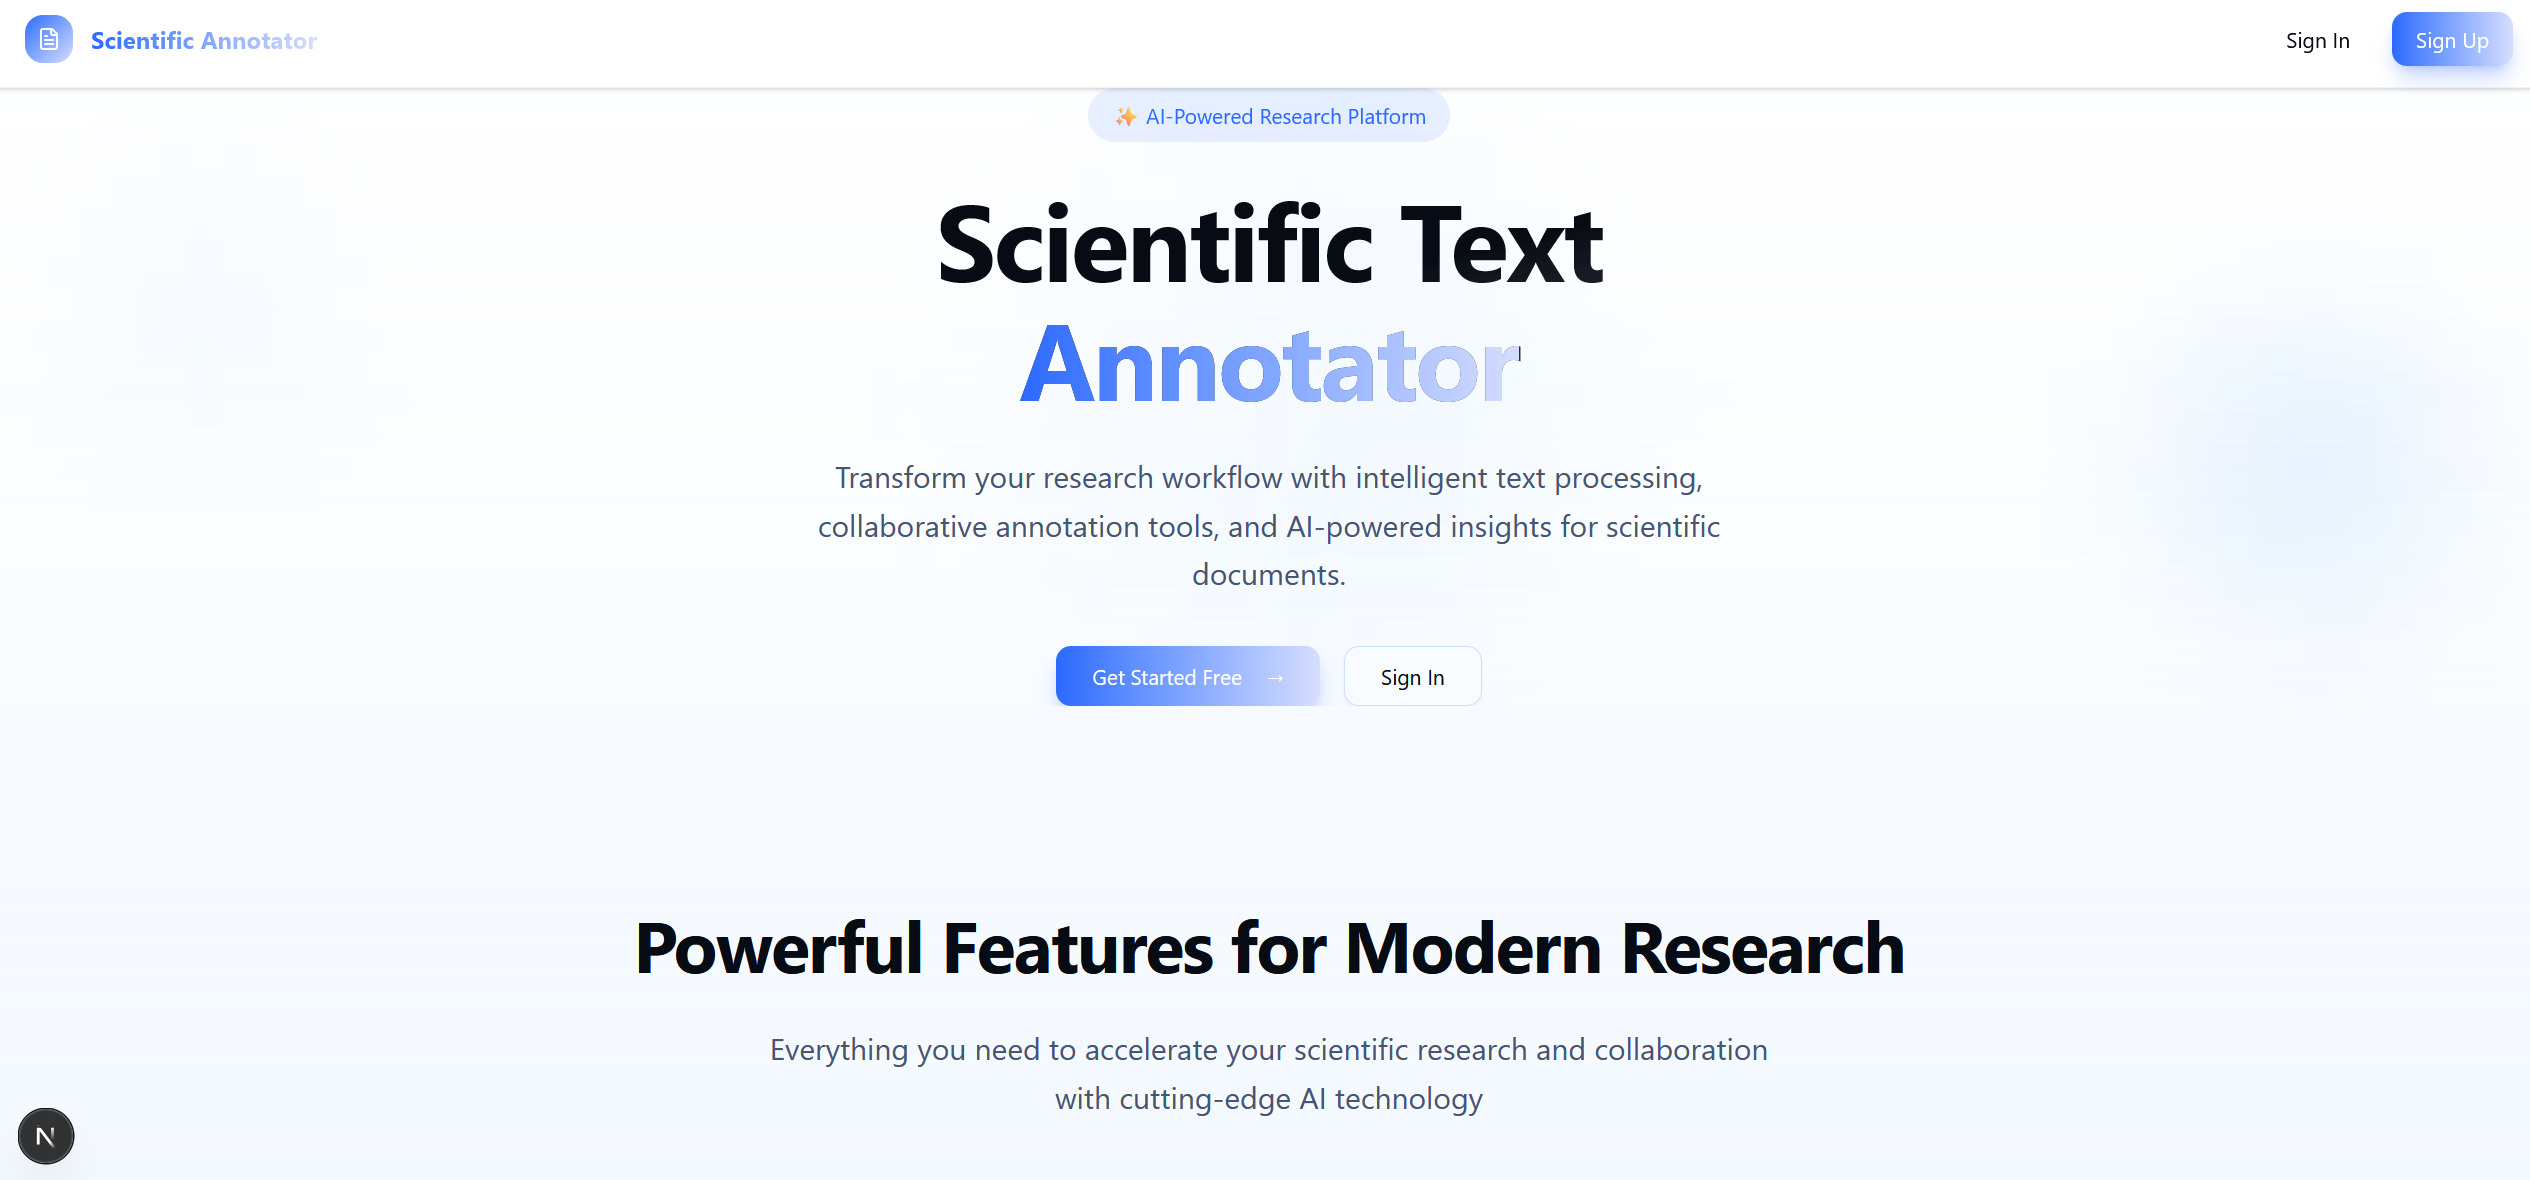 Scientific Annotator
Sign In
Sign Up
✨ AI-Powered Research Platform
Scientific Text
Annotator
Transform your research workflow with intelligent text processing,
collaborative annotation tools, and AI-powered insights for scientific
documents.
Get Started Free →
Sign In
Powerful Features for Modern Research
Everything you need to accelerate your scientific research and collaboration
with cutting-edge AI technology
N